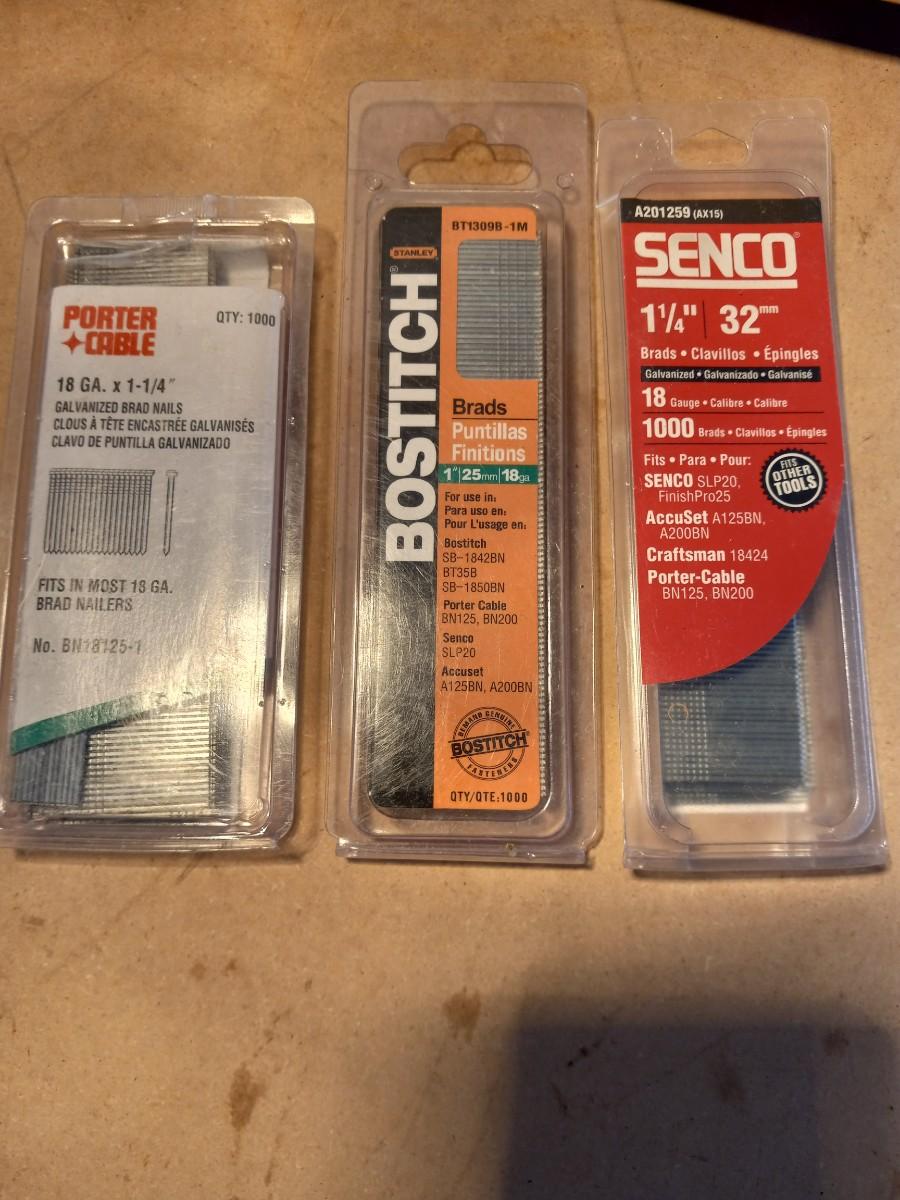 PORTER
CABLE
QTY: 1000
18 GA. x 1-1/4"
GALVANIZED BRAD NAILS
CLOUS À TÊTE ENCASTRÉE GALVANISÉS
CLAVO DE PUNTILLA GALVANIZADO
FITS IN MOST 18 GA.
BRAD NAILERS
No. BN18125-1
BT1309B-1M
STANLEY
BOSTITCH®
Brads
Puntillas
Finitions
1"|25mm|18ga
For use in:
Para uso en:
Pour L'usage en:
Bostitch
SB-1842BN
BT35B
SB-1850BN
Porter Cable
BN125, BN200
Senco
SLP20
Accuset
A125BN, A200BN
DEMAND GENUINE
BOSTITCH®
FASTENERS
QTY/QTE:1000
A201259 (AX15)
SENCO®
1¼" | 32mm
Brads • Clavillos • Épingles
Galvanized • Galvanizado • Galvanisé
18 Gauge • Calibre • Calibre
1000 Brads • Clavillos • Épingles
Fits • Para • Pour:
SENCO SLP20,
FinishPro25
FITS
OTHER
TOOLS
AccuSet A125BN,
A200BN
Craftsman 18424
Porter-Cable
BN125, BN200